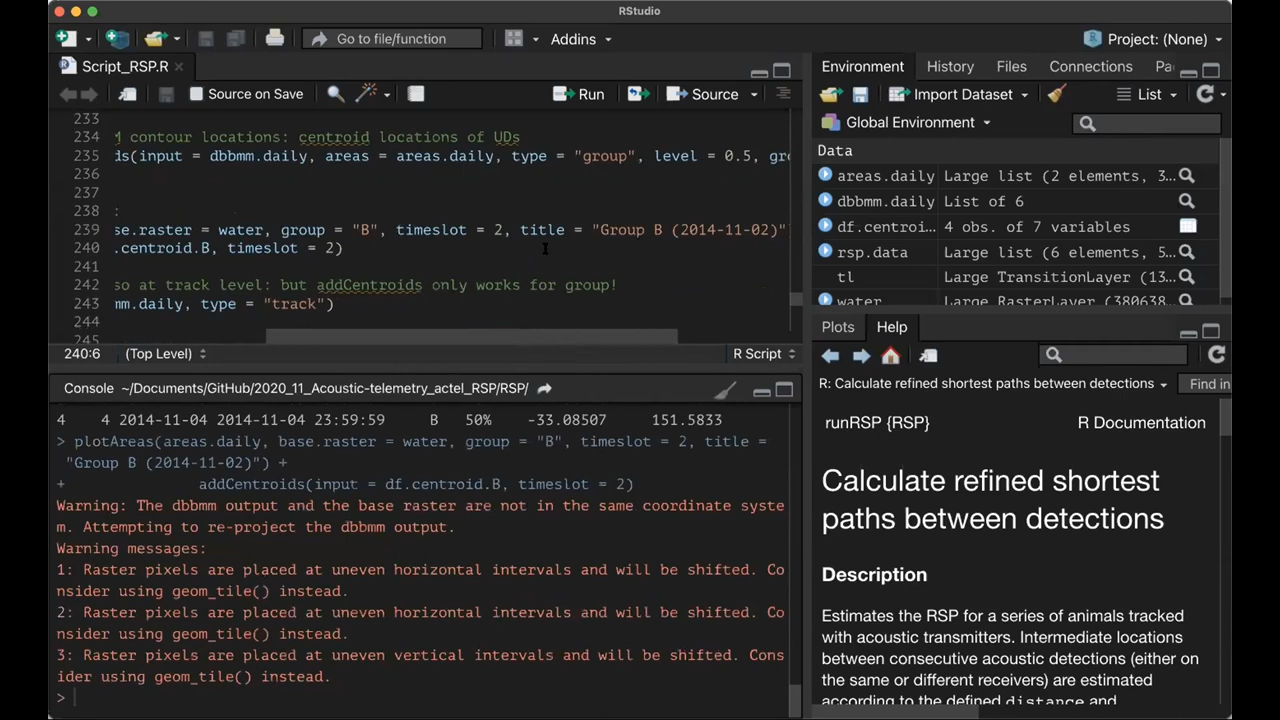 RStudio
Go to file/function
Addins
Project: (None)
Script_RSP.R
Source on Save
Run
Source
233
234 contour locations: centroid locations of UDs
235 ds(input = dbbmm.daily, areas = areas.daily, type = "group", level = 0.5, gro
236
237
238 :
239 se.raster = water, group = "B", timeslot = 2, title = "Group B (2014-11-02)"
240 .centroid.B, timeslot = 2)
241
242 so at track level: but addCentroids only works for group!
243 mm.daily, type = "track")
244
245
240:6 (Top Level) R Script
Console ~/Documents/GitHub/2020_11_Acoustic-telemetry_actel_RSP/RSP/
4 4 2014-11-04 2014-11-04 23:59:59 B 50% -33.08507 151.5833
> plotAreas(areas.daily, base.raster = water, group = "B", timeslot = 2, title =
"Group B (2014-11-02)") +
+ addCentroids(input = df.centroid.B, timeslot = 2)
Warning: The dbbmm output and the base raster are not in the same coordinate syste
m. Attempting to re-project the dbbmm output.
Warning messages:
1: Raster pixels are placed at uneven horizontal intervals and will be shifted. Co
nsider using geom_tile() instead.
2: Raster pixels are placed at uneven horizontal intervals and will be shifted. Co
nsider using geom_tile() instead.
3: Raster pixels are placed at uneven vertical intervals and will be shifted. Cons
ider using geom_tile() instead.
>
Environment History Files Connections Pa
Import Dataset List
Global Environment
Data
areas.daily Large list (2 elements, 3...
dbbmm.daily List of 6
df.centroi... 4 obs. of 7 variables
rsp.data Large list (6 elements, 5...
tl Large TransitionLayer (13...
water Large RasterLayer (380638...
Plots Help
R: Calculate refined shortest paths between detections Find in
runRSP {RSP} R Documentation
Calculate refined shortest
paths between detections
Description
Estimates the RSP for a series of animals tracked
with acoustic transmitters. Intermediate locations
between consecutive acoustic detections (either on
the same or different receivers) are estimated
according to the defined distance and